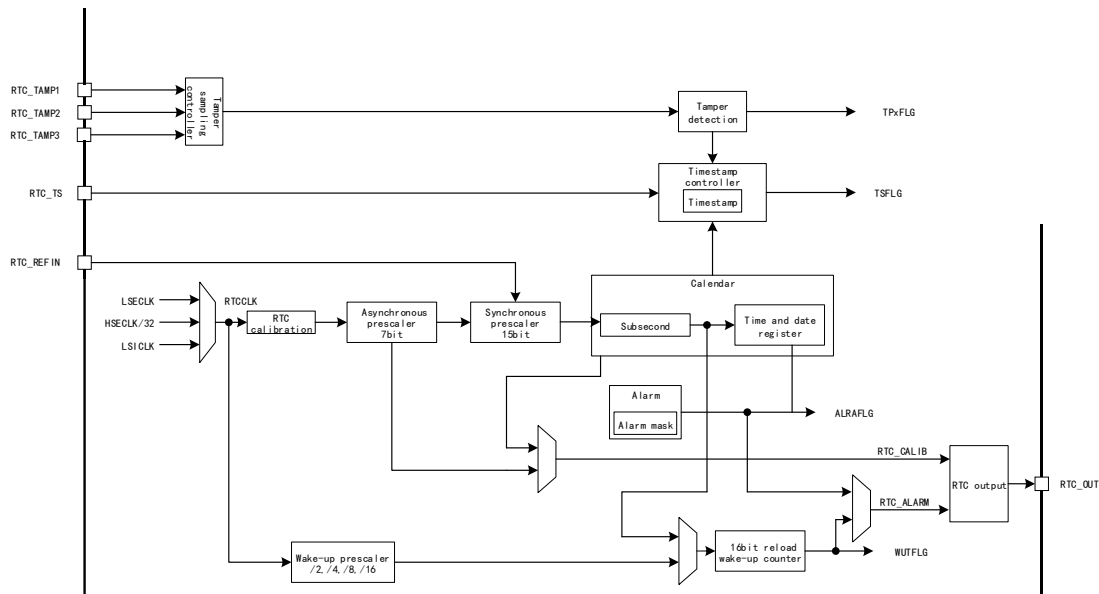 RTC_TAMP1
RTC_TAMP2
RTC_TAMP3
Tamper
sampling
controller
Tamper
detection
TPxFLG
RTC_TS
Timestamp
controller
Timestamp
TSFLG
RTC_REFIN
LSECLK
HSECLK/32
LSICLK
RTCCLK
RTC
calibration
Asynchronous
prescaler
7bit
Synchronous
prescaler
15bit
Calendar
Subsecond
Time and date
register
Alarm
Alarm mask
ALRAFLG
RTC_CALIB
RTC output
RTC_OUT
RTC_ALARM
Wake-up prescaler
/2,/4,/8,/16
16bit reload
wake-up counter
WUTFLG